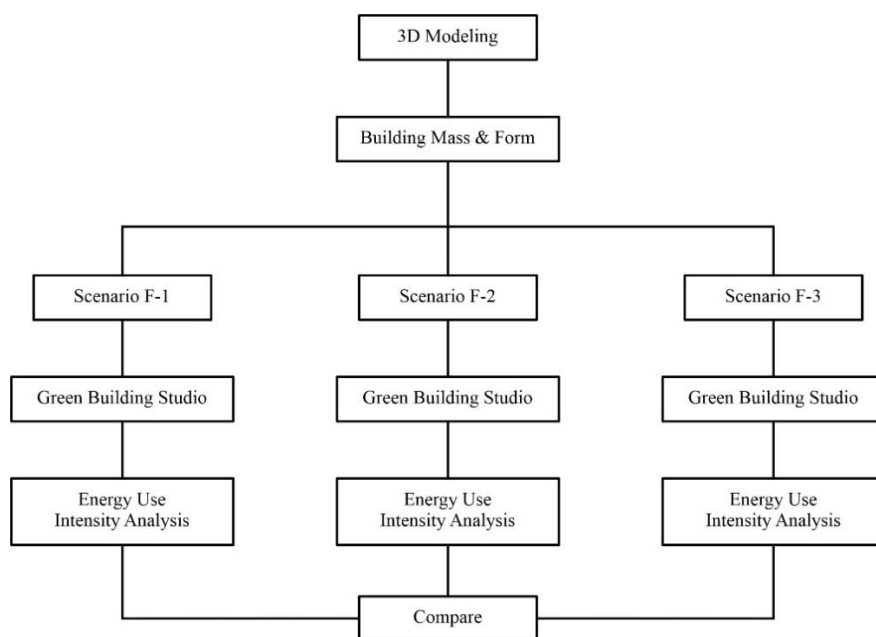 3D Modeling
Building Mass & Form
Scenario F-1
Scenario F-2
Scenario F-3
Green Building Studio
Green Building Studio
Green Building Studio
Energy Use
Intensity Analysis
Energy Use
Intensity Analysis
Energy Use
Intensity Analysis
Compare